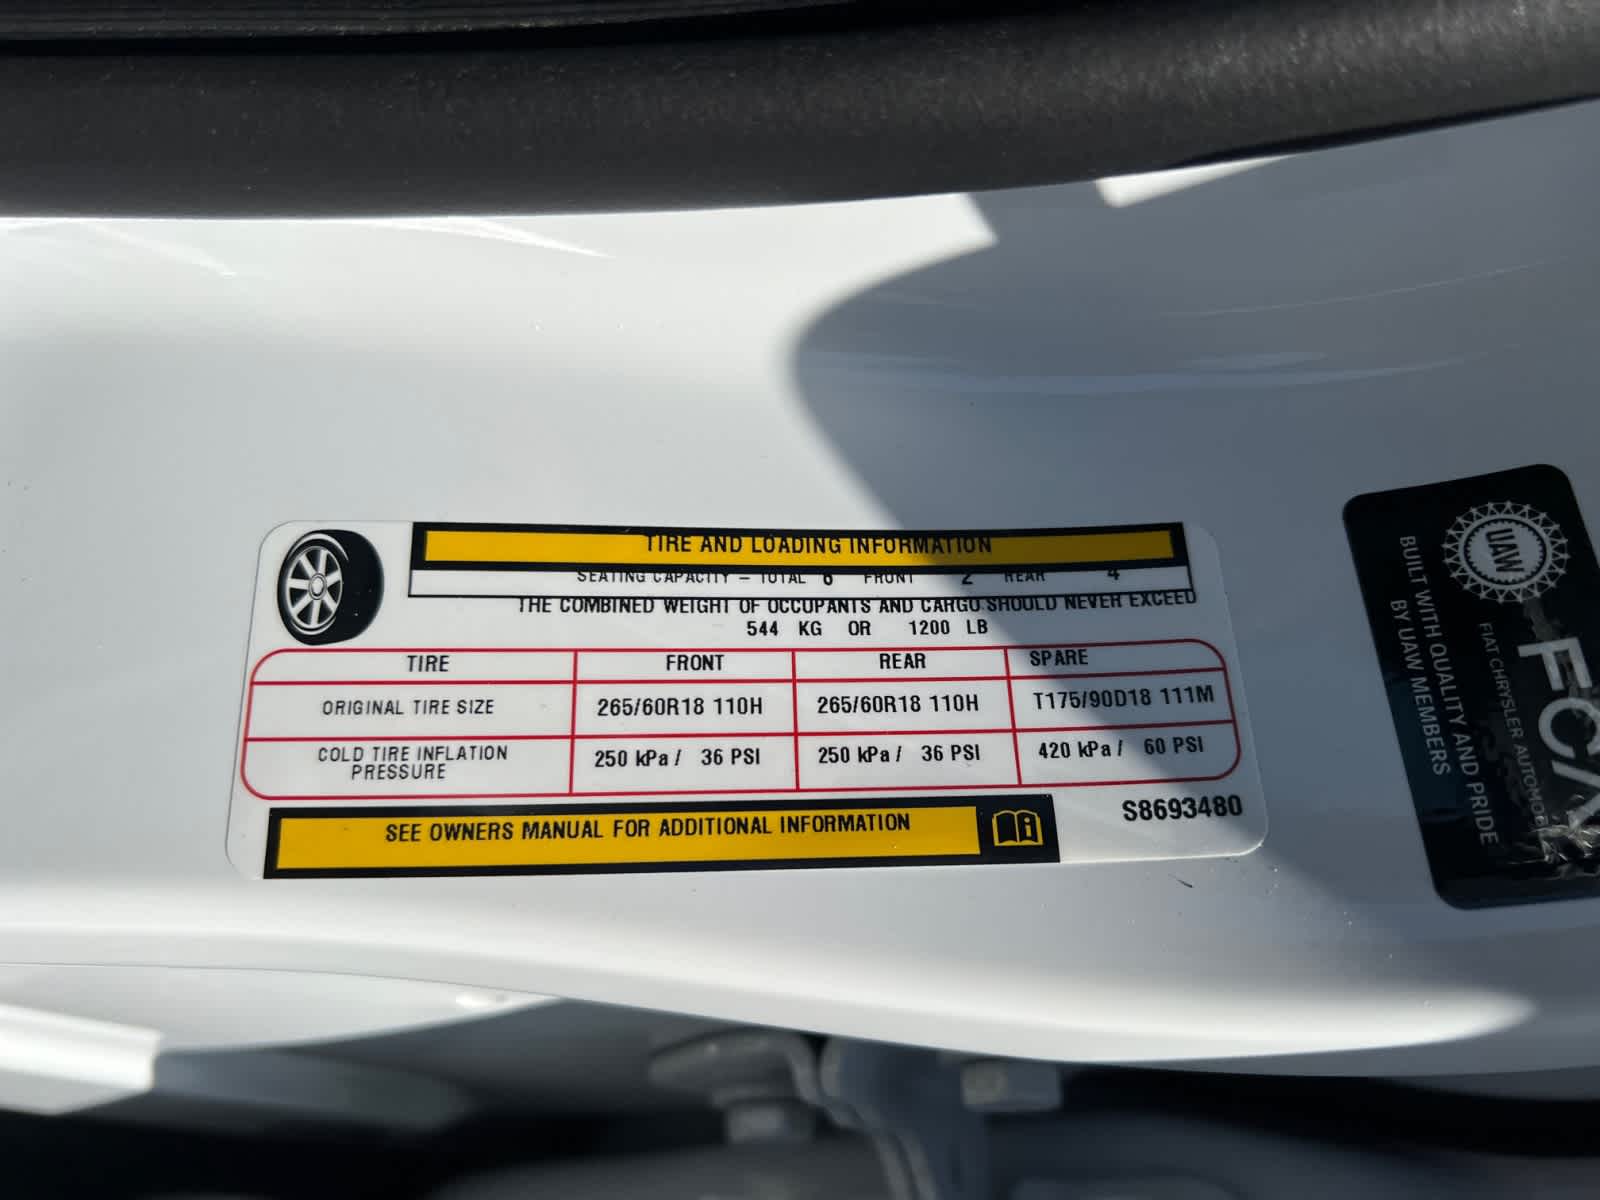 TIRE AND LOADING INFORMATION
SEATING CAPACITY – TOTAL 6 FRONT 2 REAR 4
THE COMBINED WEIGHT OF OCCUPANTS AND CARGO SHOULD NEVER EXCEED
544 KG OR 1200 LB
TIRE FRONT REAR SPARE
ORIGINAL TIRE SIZE 265/60R18 110H 265/60R18 110H T175/90D18 111M
COLD TIRE INFLATION
PRESSURE 250 kPa / 36 PSI 250 kPa / 36 PSI 420 kPa / 60 PSI
SEE OWNERS MANUAL FOR ADDITIONAL INFORMATION
S8693480
UAW
FCA
FIAT CHRYSLER
BUILT WITH QUALITY AND PRIDE
BY UAW MEMBERS